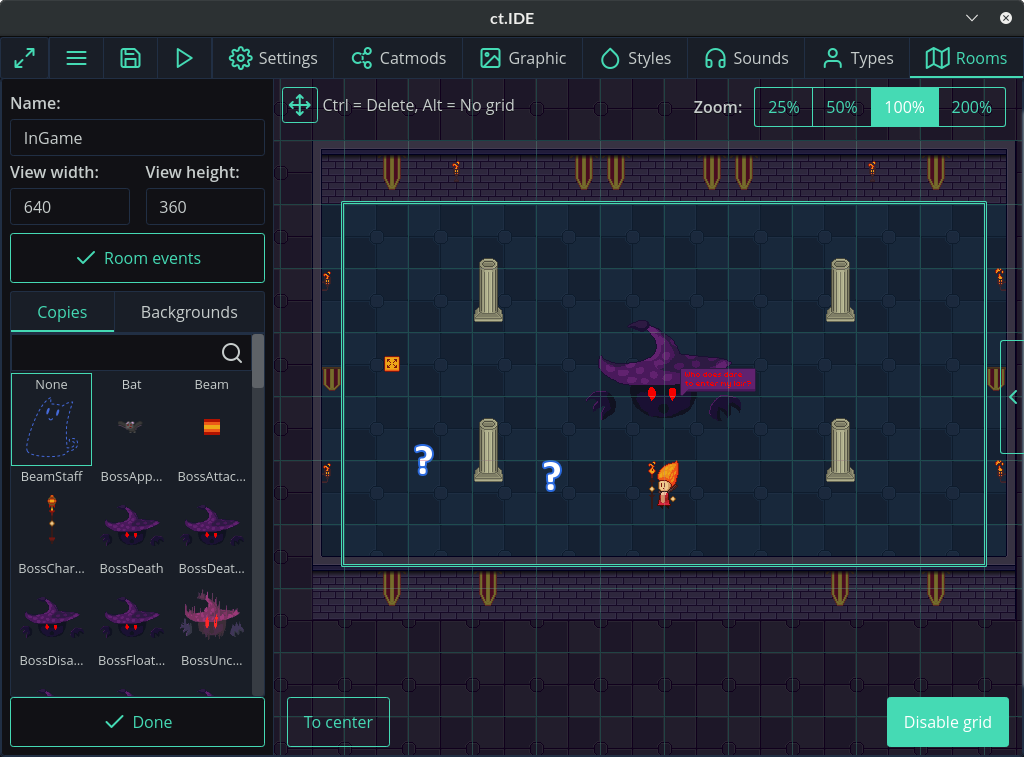 ct.IDE
Settings
Catmods
Graphic
Styles
Sounds
Types
Rooms
Name:
InGame
View width:
View height:
640
360
Room events
Copies
Backgrounds
None
Bat
Beam
BeamStaff
BossApp...
BossAttac...
BossChar...
BossDeath
BossDeat...
BossDisa...
BossFloat...
BossUnc...
Done
Ctrl = Delete, Alt = No grid
Zoom:
25%
50%
100%
200%
?
?
To center
Disable grid